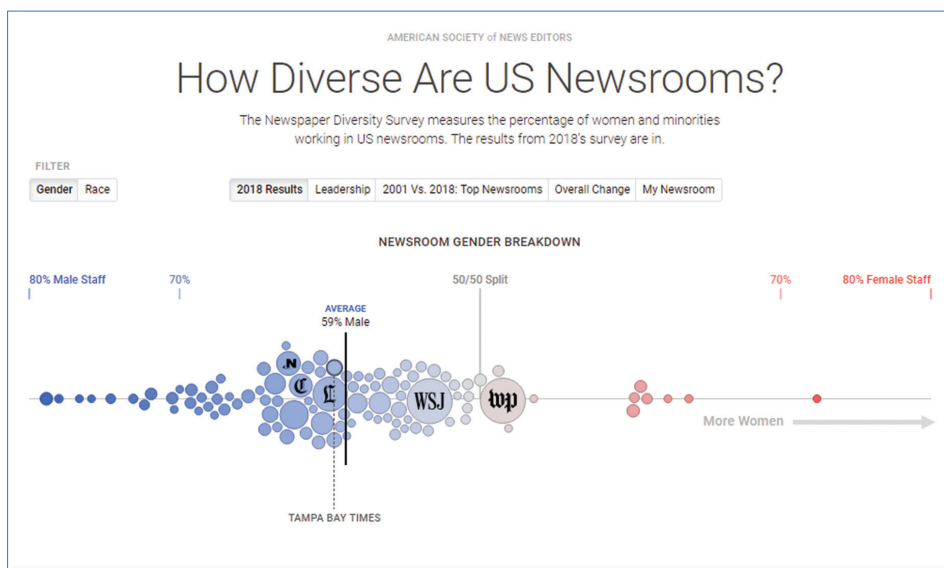 AMERICAN SOCIETY of NEWS EDITORS
How Diverse Are US Newsrooms?
The Newspaper Diversity Survey measures the percentage of women and minorities
working in US newsrooms. The results from 2018's survey are in.
FILTER
Gender Race 2018 Results Leadership 2001 Vs. 2018: Top Newsrooms Overall Change My Newsroom
NEWSROOM GENDER BREAKDOWN
80% Male Staff 70% 50/50 Split 70% 80% Female Staff
AVERAGE
59% Male
.N
C L WSJ wp
More Women
TAMPA BAY TIMES